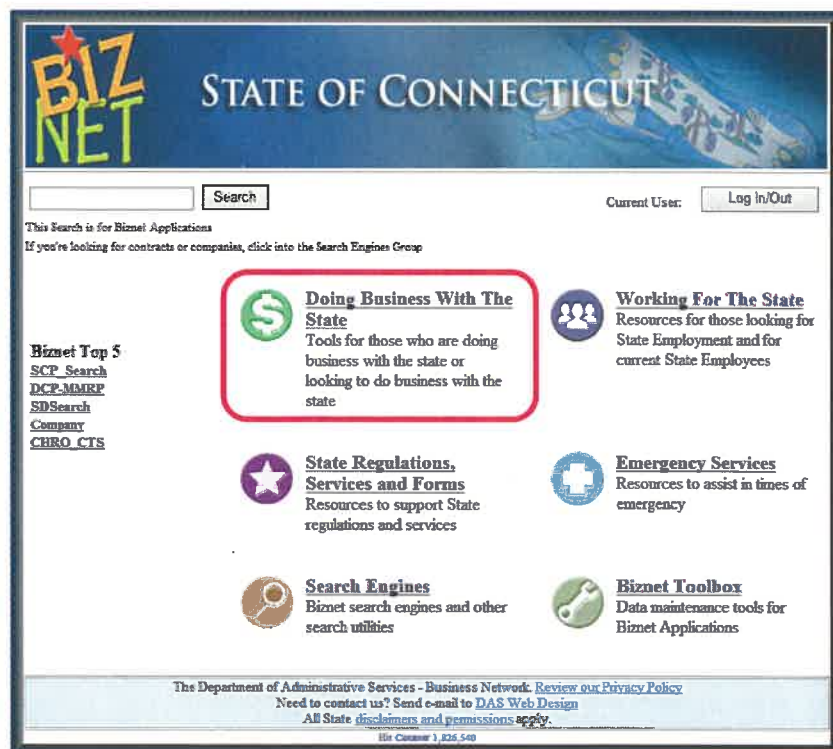 BIZ
NET
STATE OF CONNECTICUT
Search
Current User:
Log In/Out
This Search is for Biznet Applications
If you're looking for contracts or companies, click into the Search Engines Group
Biznet Top 5
SCP_Search
DCP-MMRP
SDSearch
Company
CHRO_CTS
Doing Business With The
State
Tools for those who are doing
business with the state or
looking to do business with the
state
Working For The State
Resources for those looking for
State Employment and for
current State Employees
State Regulations,
Services and Forms
Resources to support State
regulations and services
Emergency Services
Resources to assist in times of
emergency
Search Engines
Biznet search engines and other
search utilities
Biznet Toolbox
Data maintenance tools for
Biznet Applications
The Department of Administrative Services - Business Network. Review our Privacy Policy
Need to contact us? Send e-mail to DAS Web Design
All State disclaimers and permissions apply.
Hit Counter 1,826,540